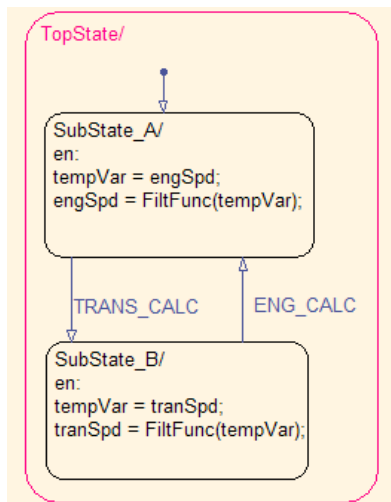 TopState/
SubState_A/
en:
tempVar = engSpd;
engSpd = FiltFunc(tempVar);
TRANS_CALC
ENG_CALC
SubState_B/
en:
tempVar = tranSpd;
tranSpd = FiltFunc(tempVar);